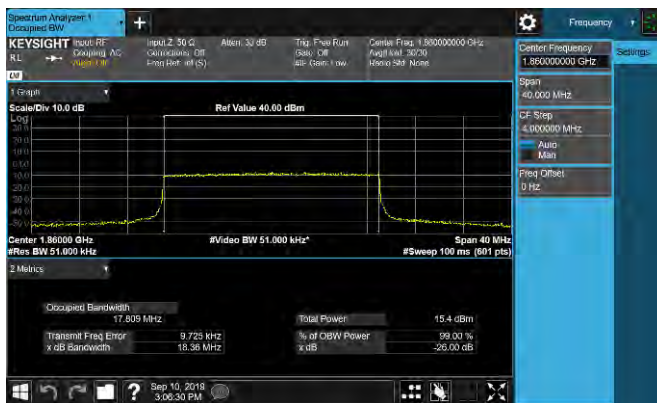 Spectrum Analyzer 1
Occupied BW
+
Frequency
KEYSIGHT
Input: RF
Input Z: 50 Ω
Atten: 30 dB
Trig: Free Run
Center Freq: 1.860000000 GHz
RL
Coupling: AC
Corrections: Off
Gate: Off
Avg|Hold: 30/30
Align: Off
Freq Ref: Int (S)
#IF Gain: Low
Radio Std: None
Center Frequency
1.860000000 GHz
Settings
Span
40.000 MHz
CF Step
4.000000 MHz
Auto
Man
Freq Offset
0 Hz
1 Graph
Scale/Div 10.0 dB
Ref Value 40.00 dBm
Log
Center 1.86000 GHz
#Video BW 51.000 kHz*
Span 40 MHz
#Res BW 51.000 kHz
#Sweep 100 ms (601 pts)
2 Metrics
Occupied Bandwidth
17.809 MHz
Total Power
15.4 dBm
Transmit Freq Error
9.725 kHz
% of OBW Power
99.00 %
x dB Bandwidth
18.36 MHz
x dB
-26.00 dB
?
Sep 10, 2019
3:06:30 PM